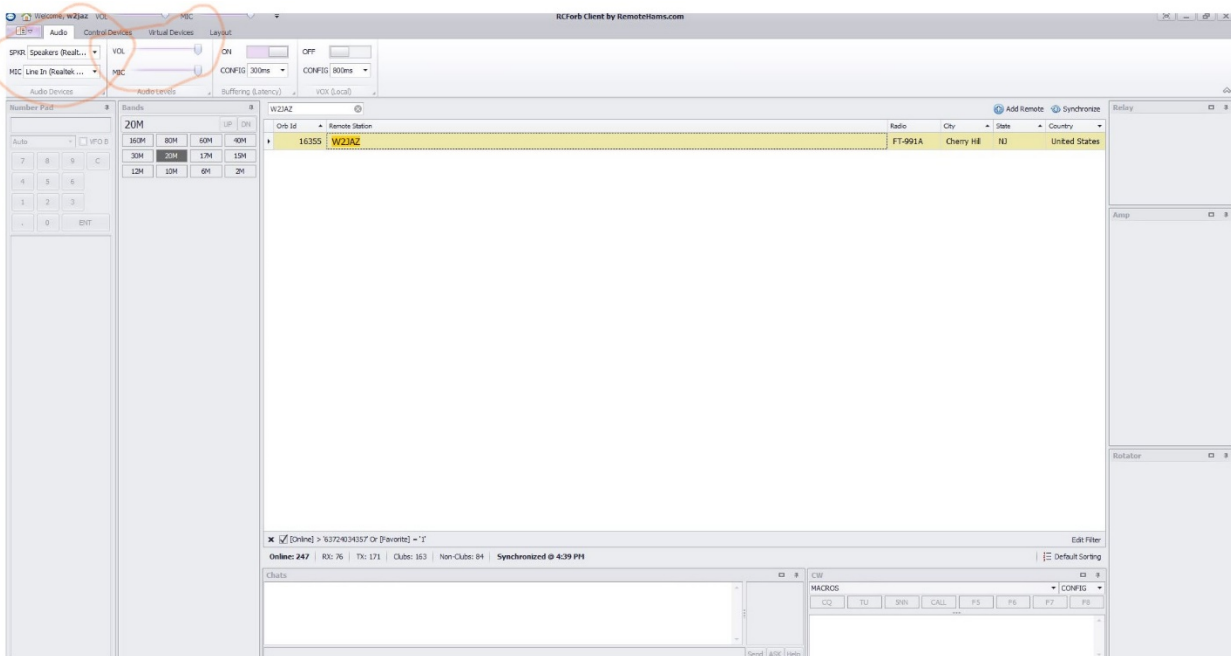 Welcome, w2jaz VOL MIC RCForb Client by RemoteHams.com
Audio Control Devices Virtual Devices Layout
SPKR Speakers (Realt... VOL ON OFF
MIC Line In (Realtek ... MIC CONFIG 300ms CONFIG 800ms
Audio Devices Audio Levels Buffering (Latency) VOX (Local)
Number Pad Bands W2JAZ Add Remote Synchronize Relay
20M UP DN
Orb Id Remote Station Radio City State Country
Auto VFO B 160M 80M 60M 40M 16355 W2JAZ FT-991A Cherry Hill NJ United States
7 8 9 C 30M 20M 17M 15M
12M 10M 6M 2M
4 5 6
1 2 3
. 0 ENT
Amp
Rotator
[Online] > '63724034357' Or [Favorite] = '1' Edit Filter
Online: 247 RX: 76 TX: 171 Clubs: 163 Non-Clubs: 84 Synchronized @ 4:39 PM Default Sorting
Chats CW
MACROS CONFIG
CQ TU 5NN CALL F5 F6 F7 F8
Send ASK Help